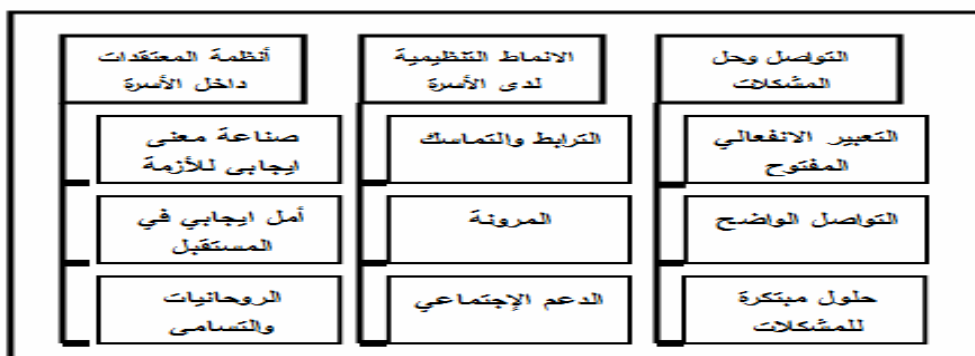 التواصل وحل
المشكلات
التعبير الانفعالي
المفتوح
التواصل الواضح
حلول مبتكرة
للمشكلات
الانماط التنظيمية
لدى الأسرة
الترابط والتماسك
المرونة
الدعم الإجتماعي
أنظمة المعتقدات
داخل الأسرة
صناعة معنى
ايجابي للأزمة
أمل ايجابي في
المستقبل
الروحانيات
والتسامى